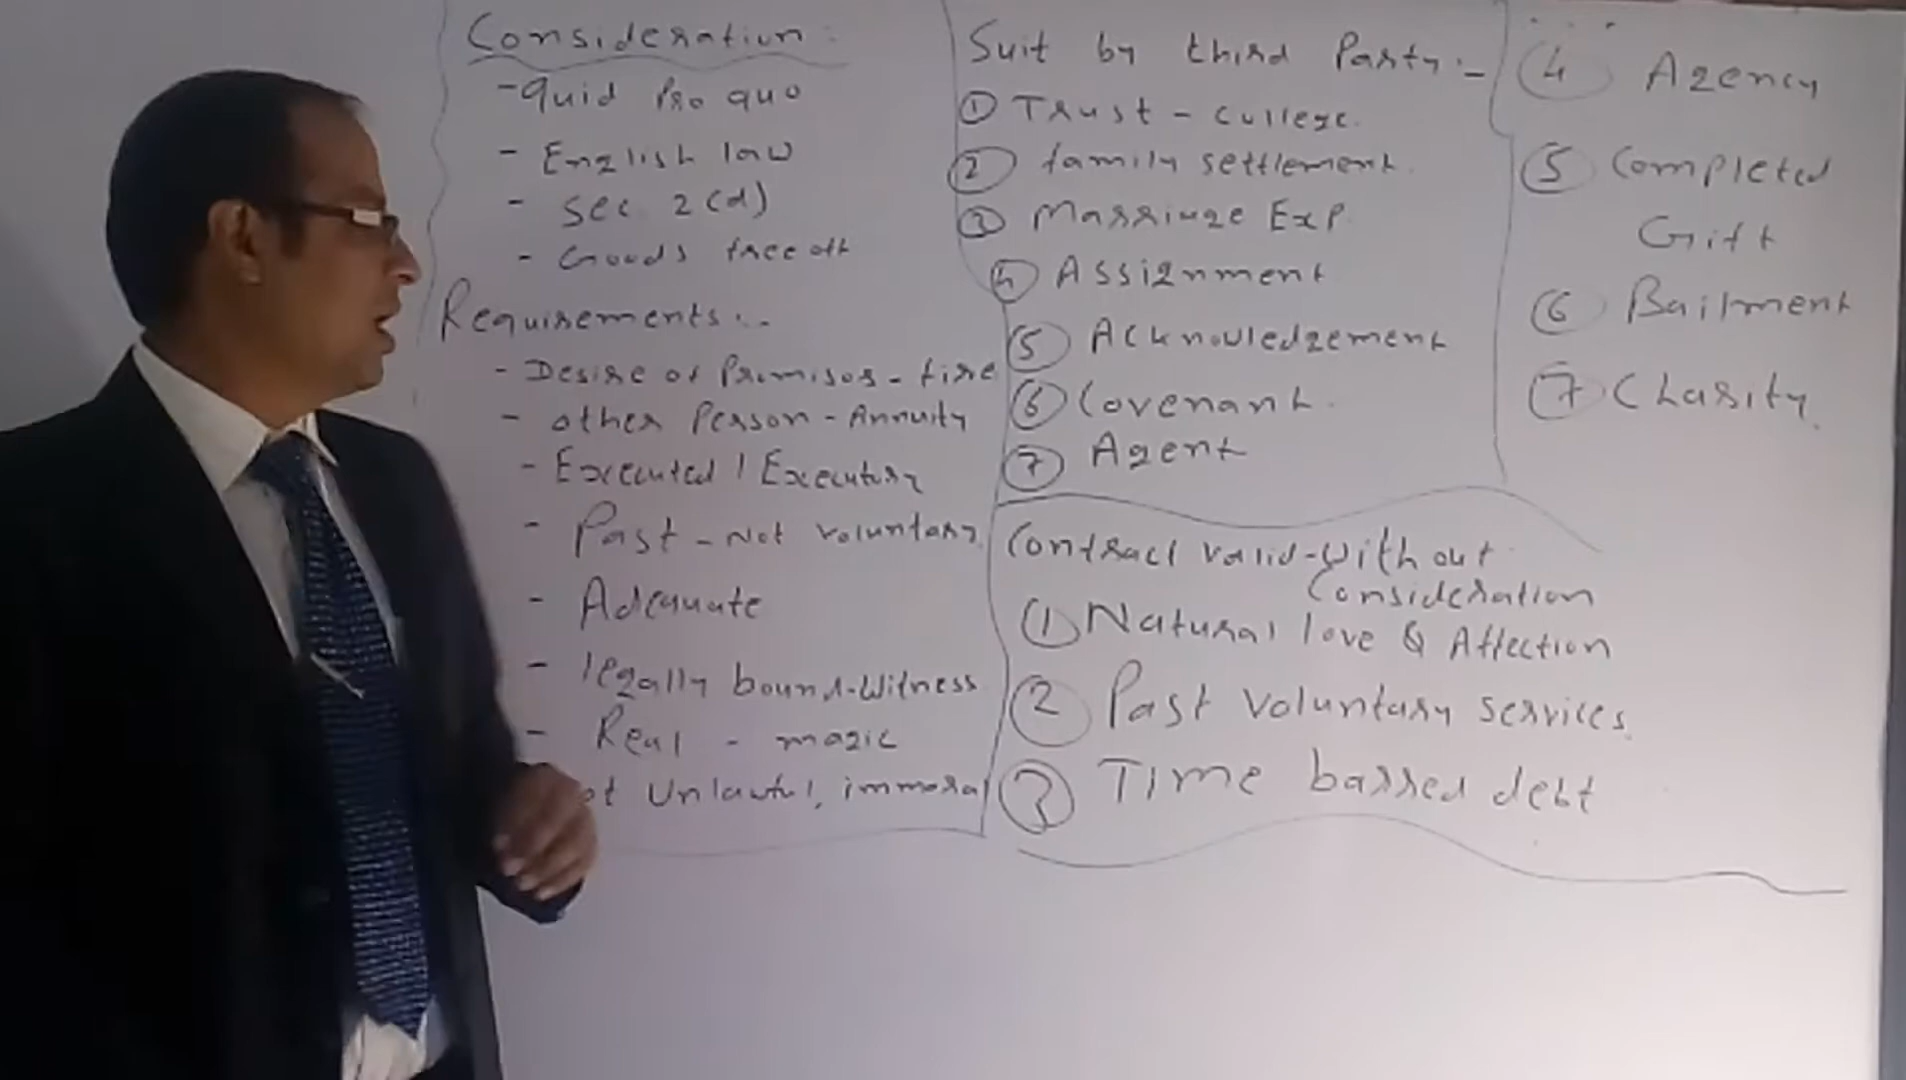 Consideration:
- quid Pro quo
- English law
- Sec 2(d)
- Goods free off
Requirements:-
- Desire of Promisor - fire
- other Person - Annuity
- Executed / Executory
- Past - Not voluntary
- Adequate
- legally bound - Witness
- Real - magic
Unlawful, immoral
Suit by third Party:-
① Trust - College.
② family settlement.
③ Marriage Exp.
④ Assignment
⑤ Acknowledgement
⑥ Covenant.
⑦ Agent
Contract valid - Without
Consideration
① Natural love & Affection
② Past voluntary services.
③ Time barred debt
④ Agency
⑤ Completed
Gift
⑥ Bailment
⑦ Charity.